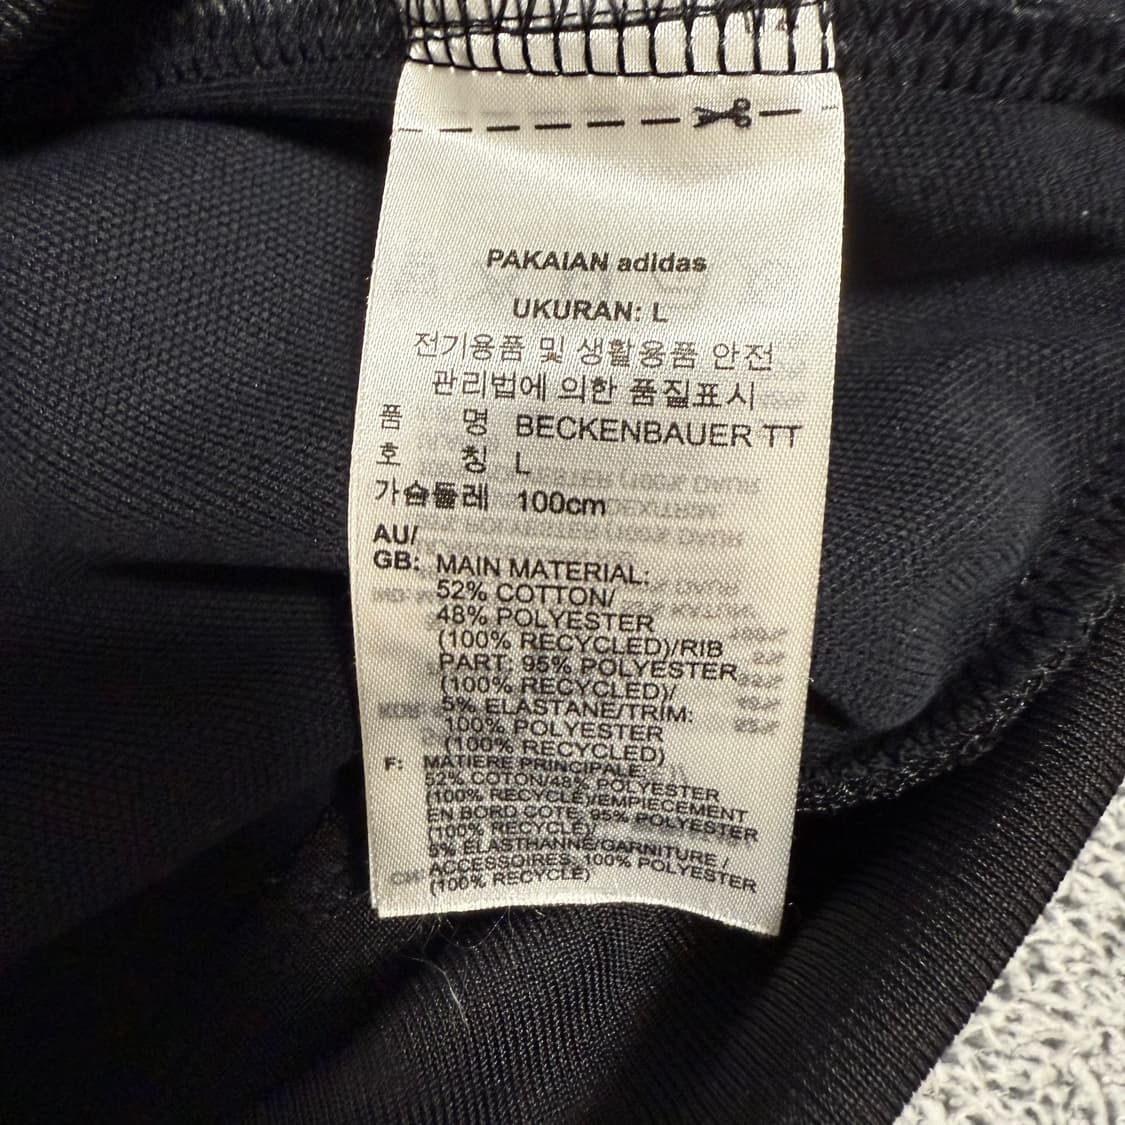 PAKAIAN adidas
UKURAN: L
전기용품 및 생활용품 안전
관리법에 의한 품질표시
품 명 BECKENBAUER TT
호 칭 L
가슴둘레 100cm
AU/
GB: MAIN MATERIAL:
52% COTTON/
48% POLYESTER
(100% RECYCLED)/RIB
PART: 95% POLYESTER
(100% RECYCLED)/
5% ELASTANE/TRIM:
100% POLYESTER
(100% RECYCLED)
F: MATIERE PRINCIPALE:
52% COTON/48% POLYESTER
(100% RECYCLÉ)/EMPIECEMENT
EN BORD COTE: 95% POLYESTER
(100% RECYCLÉ)/
5% ELASTHANNE/GARNITURE /
ACCESSOIRES: 100% POLYESTER
(100% RECYCLÉ)